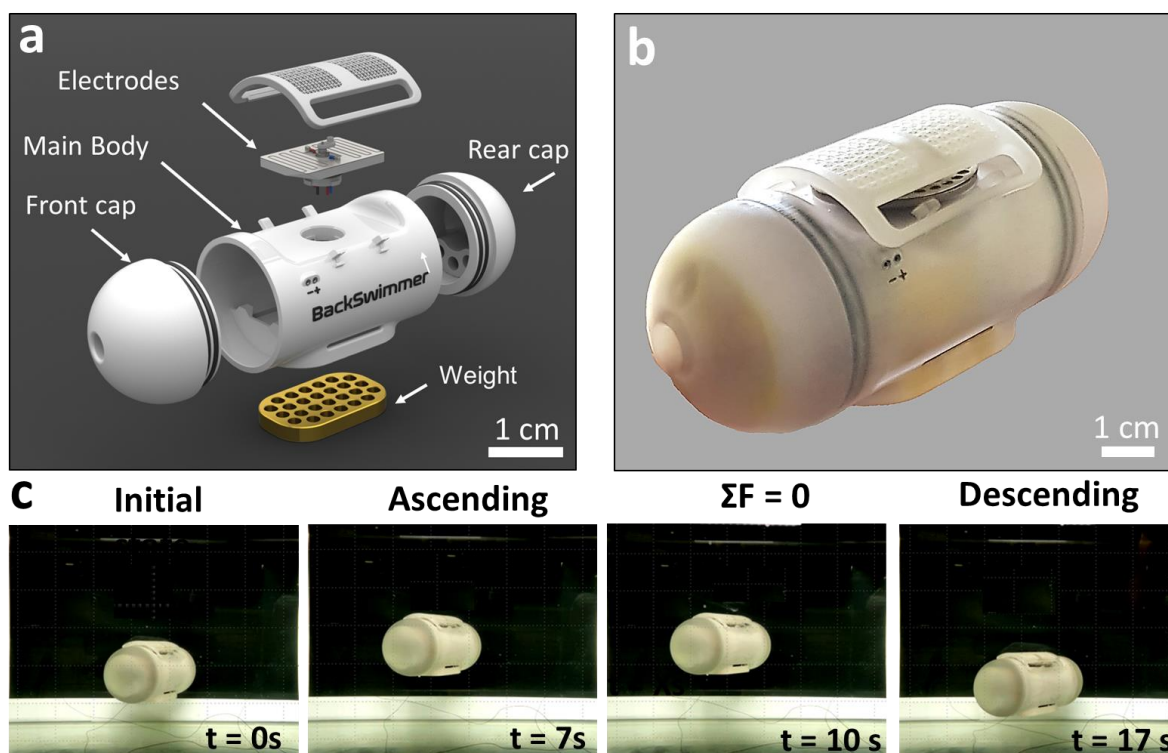 a
Electrodes
Main Body
Front cap
Rear cap
−+
BackSwimmer
Weight
1 cm
b
−+
1 cm
c
Initial
Ascending
ΣF = 0
Descending
t = 0s
t = 7s
t = 10 s
t = 17s